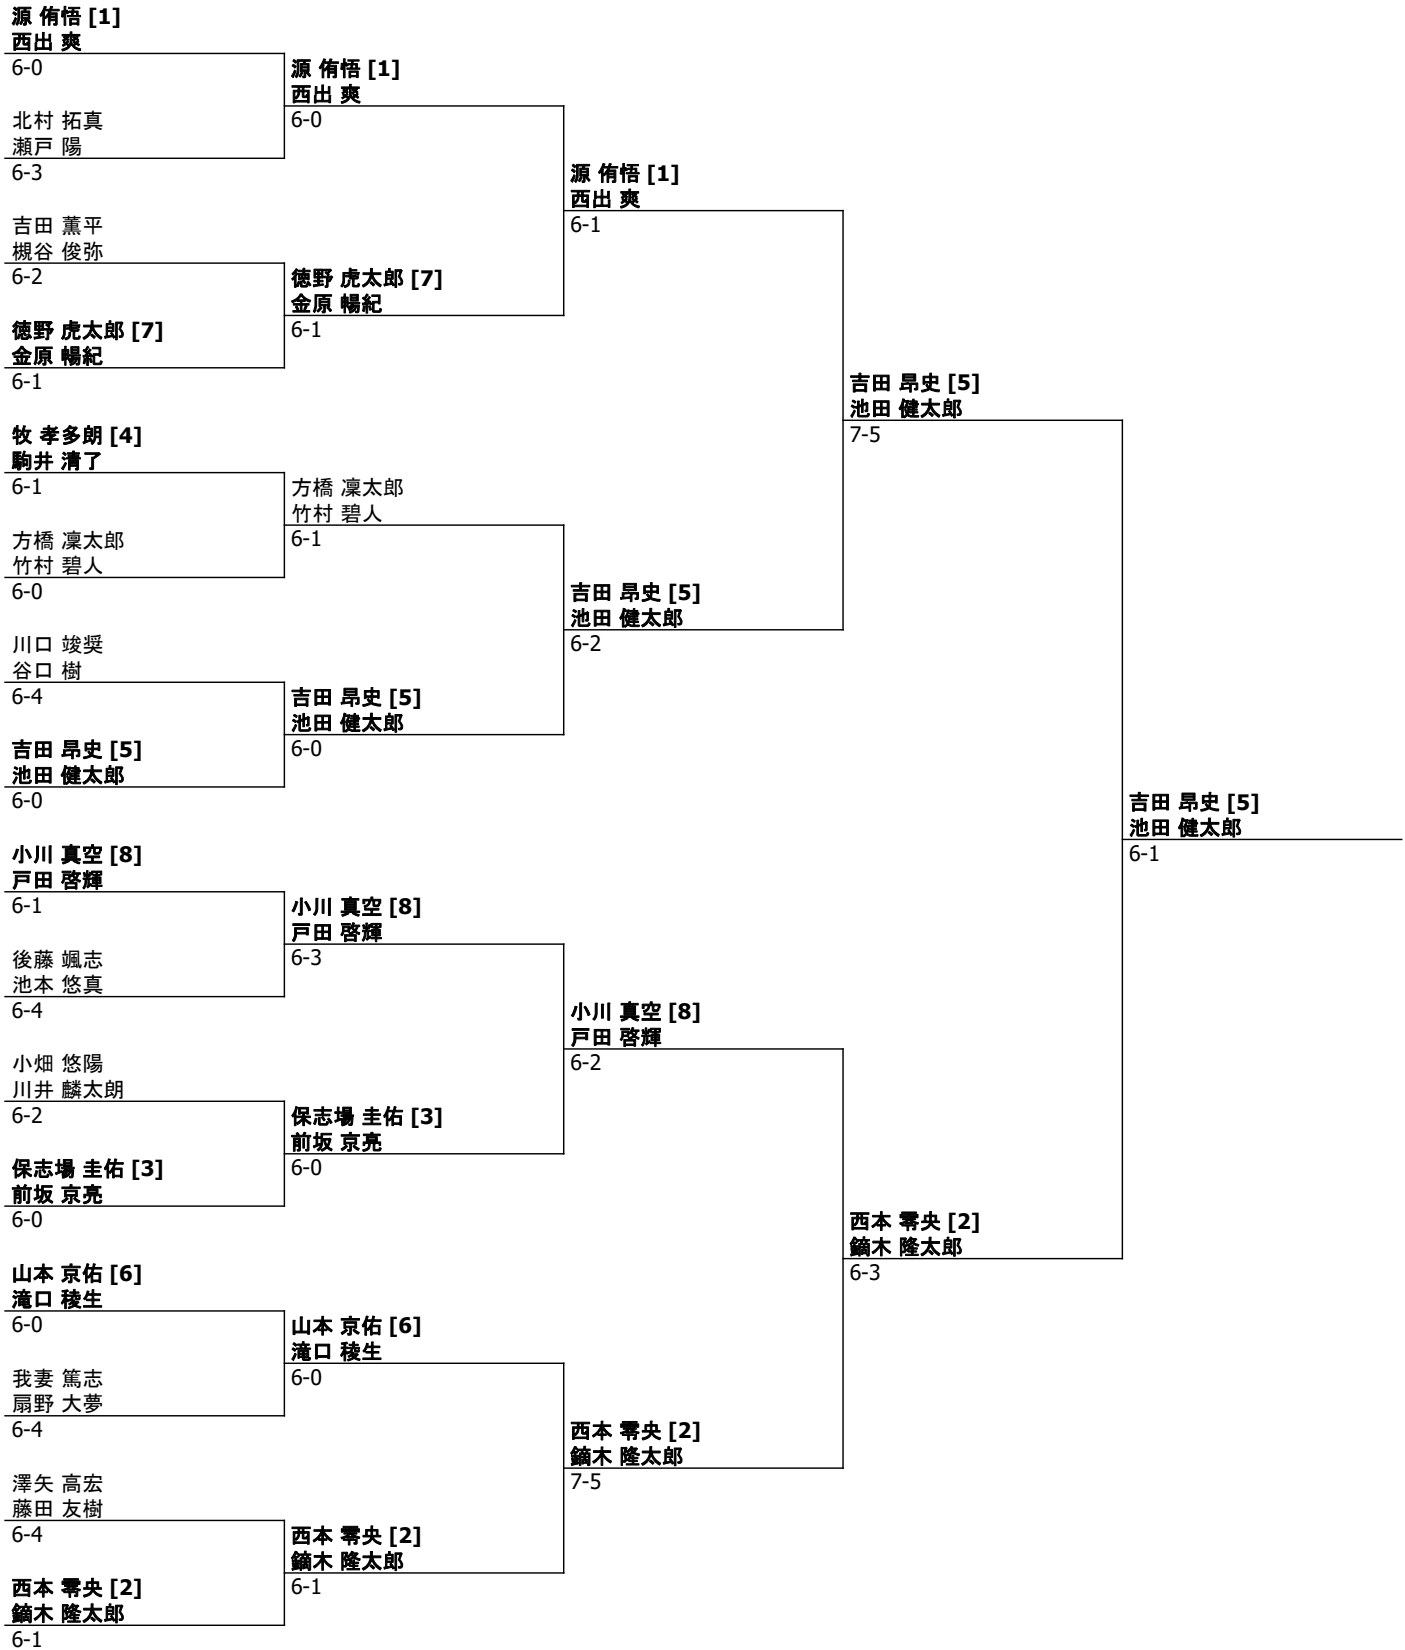 源 侑悟 [1]
西出 爽
6-0
北村 拓真
瀬戸 陽
6-3
吉田 薫平
槻谷 俊弥
6-2
徳野 虎太郎 [7]
金原 暢紀
6-1
牧 孝多朗 [4]
駒井 清了
6-1
方橋 凜太郎
竹村 碧人
6-0
川口 竣奨
谷口 樹
6-4
吉田 昂史 [5]
池田 健太郎
6-0
小川 真空 [8]
戸田 啓輝
6-1
後藤 颯志
池本 悠真
6-4
小畑 悠陽
川井 麟太朗
6-2
保志場 圭佑 [3]
前坂 京亮
6-0
山本 京佑 [6]
滝口 稜生
6-0
我妻 篤志
扇野 大夢
6-4
澤矢 高宏
藤田 友樹
6-4
西本 零央 [2]
鏑木 隆太郎
6-1
源 侑悟 [1]
西出 爽
6-0
徳野 虎太郎 [7]
金原 暢紀
6-1
方橋 凜太郎
竹村 碧人
6-1
吉田 昂史 [5]
池田 健太郎
6-0
小川 真空 [8]
戸田 啓輝
6-3
保志場 圭佑 [3]
前坂 京亮
6-0
山本 京佑 [6]
滝口 稜生
6-0
西本 零央 [2]
鏑木 隆太郎
6-1
源 侑悟 [1]
西出 爽
6-1
吉田 昂史 [5]
池田 健太郎
6-2
小川 真空 [8]
戸田 啓輝
6-2
西本 零央 [2]
鏑木 隆太郎
7-5
吉田 昂史 [5]
池田 健太郎
7-5
西本 零央 [2]
鏑木 隆太郎
6-3
吉田 昂史 [5]
池田 健太郎
6-1